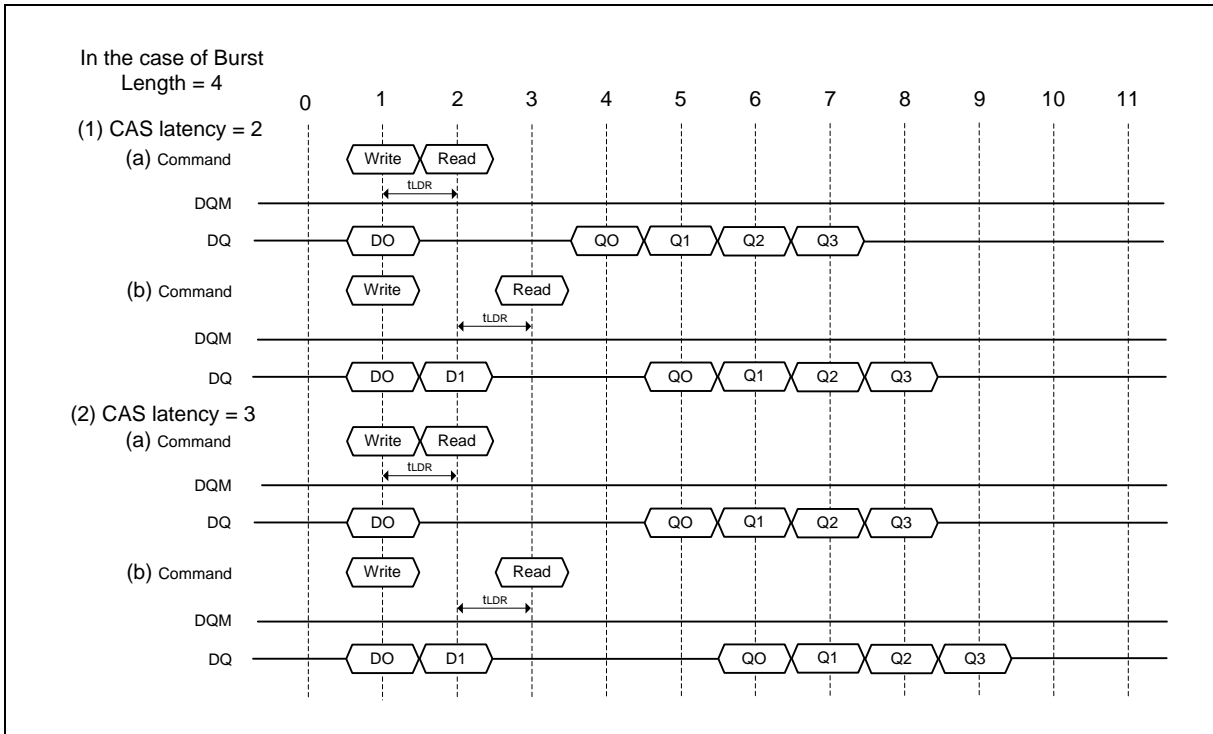 In the case of Burst
Length = 4
0 1 2 3 4 5 6 7 8 9 10 11
(1) CAS latency = 2
(a) Command Write Read
tLDR
DQM
DQ DO QO Q1 Q2 Q3
(b) Command Write Read
tLDR
DQM
DQ DO D1 QO Q1 Q2 Q3
(2) CAS latency = 3
(a) Command Write Read
tLDR
DQM
DQ DO QO Q1 Q2 Q3
(b) Command Write Read
tLDR
DQM
DQ DO D1 QO Q1 Q2 Q3